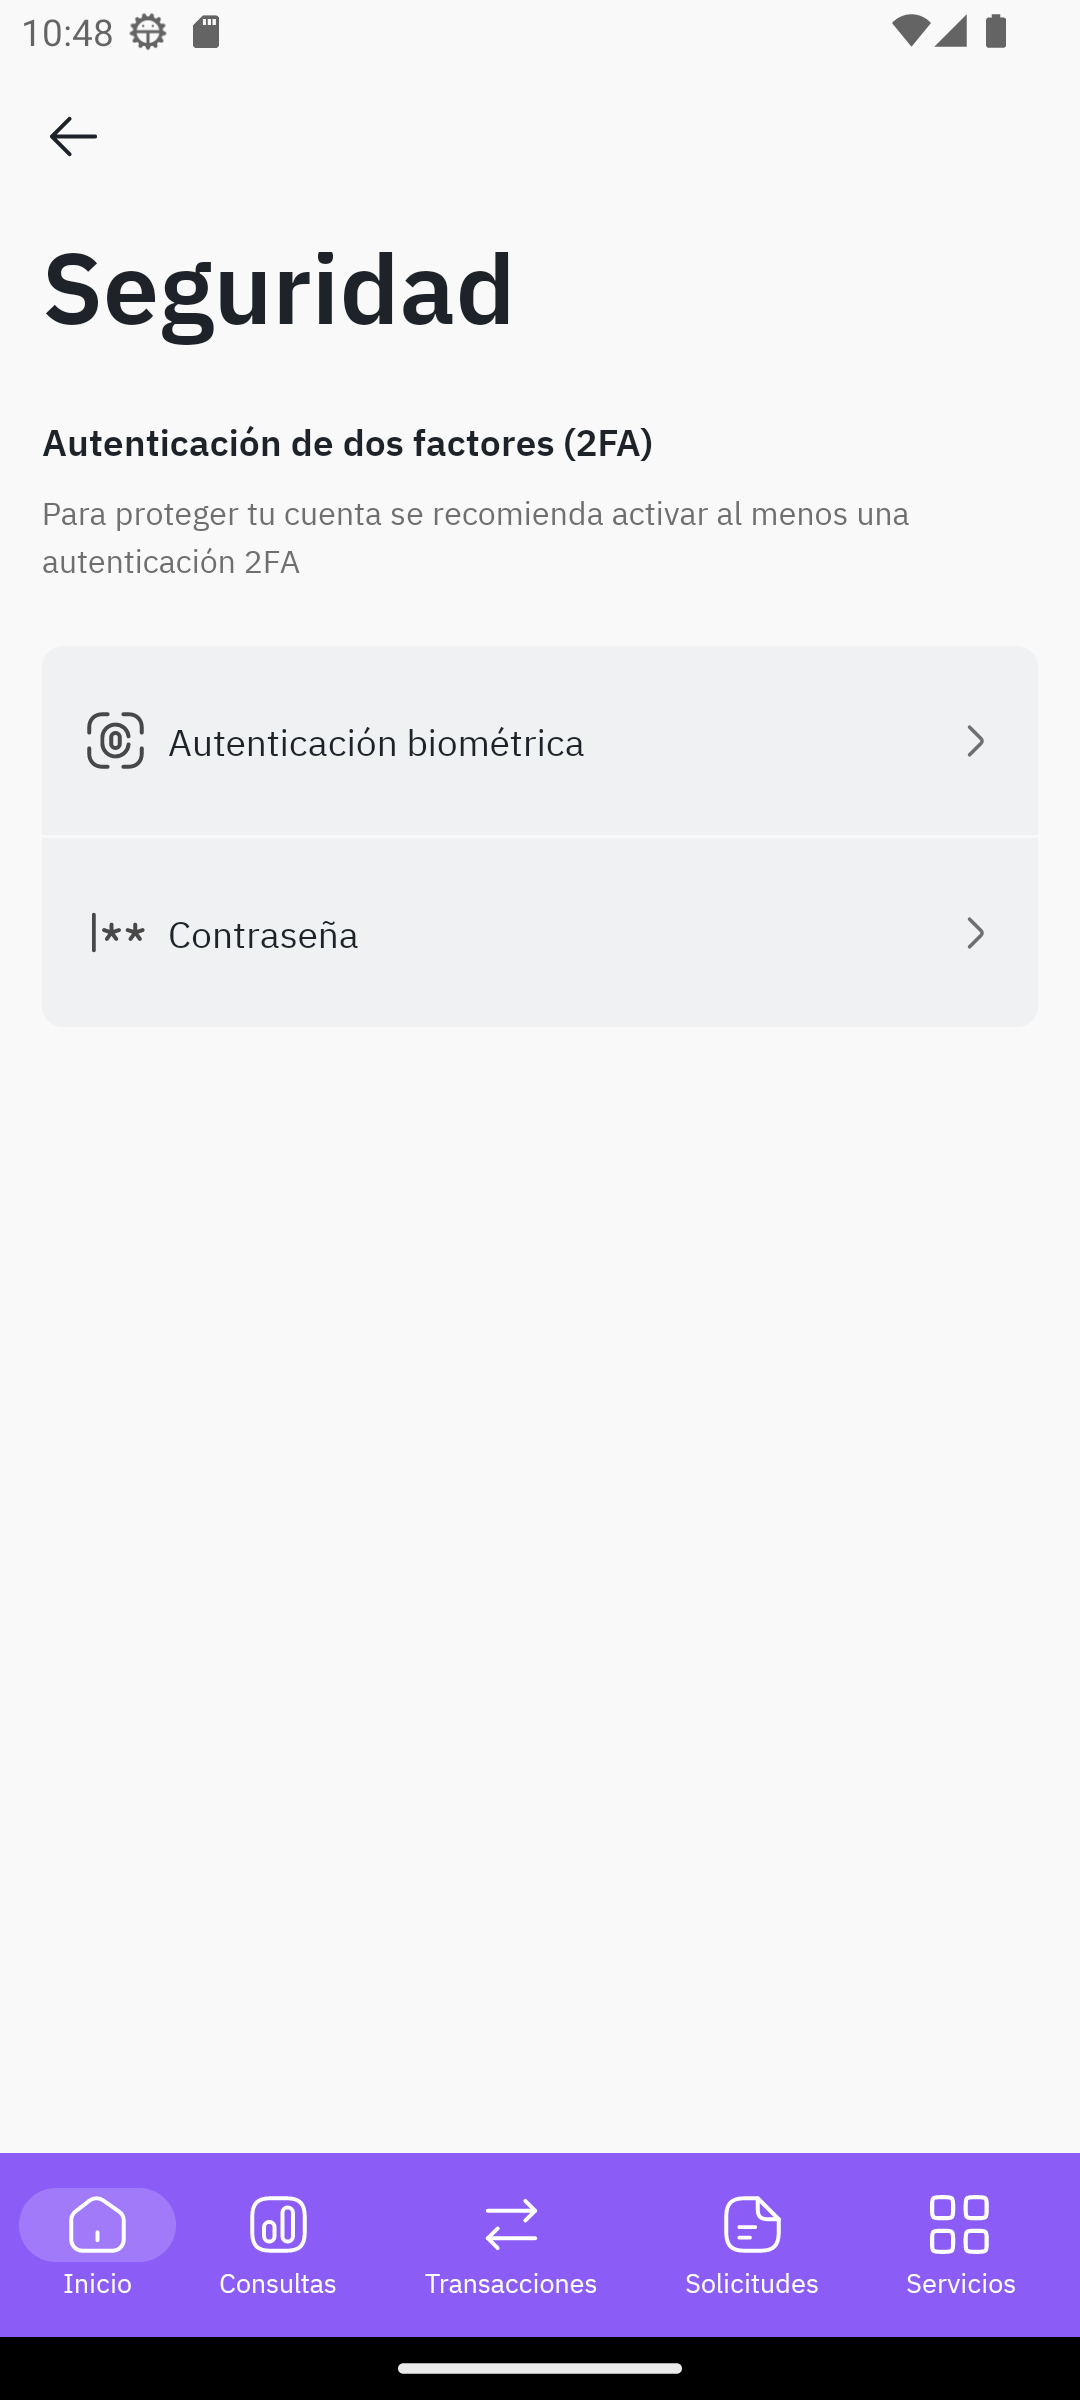 10:48
Seguridad
Autenticación de dos factores (2FA)
Para proteger tu cuenta se recomienda activar al menos una
autenticación 2FA
Autenticación biométrica
|** Contraseña
Inicio Consultas Transacciones Solicitudes Servicios